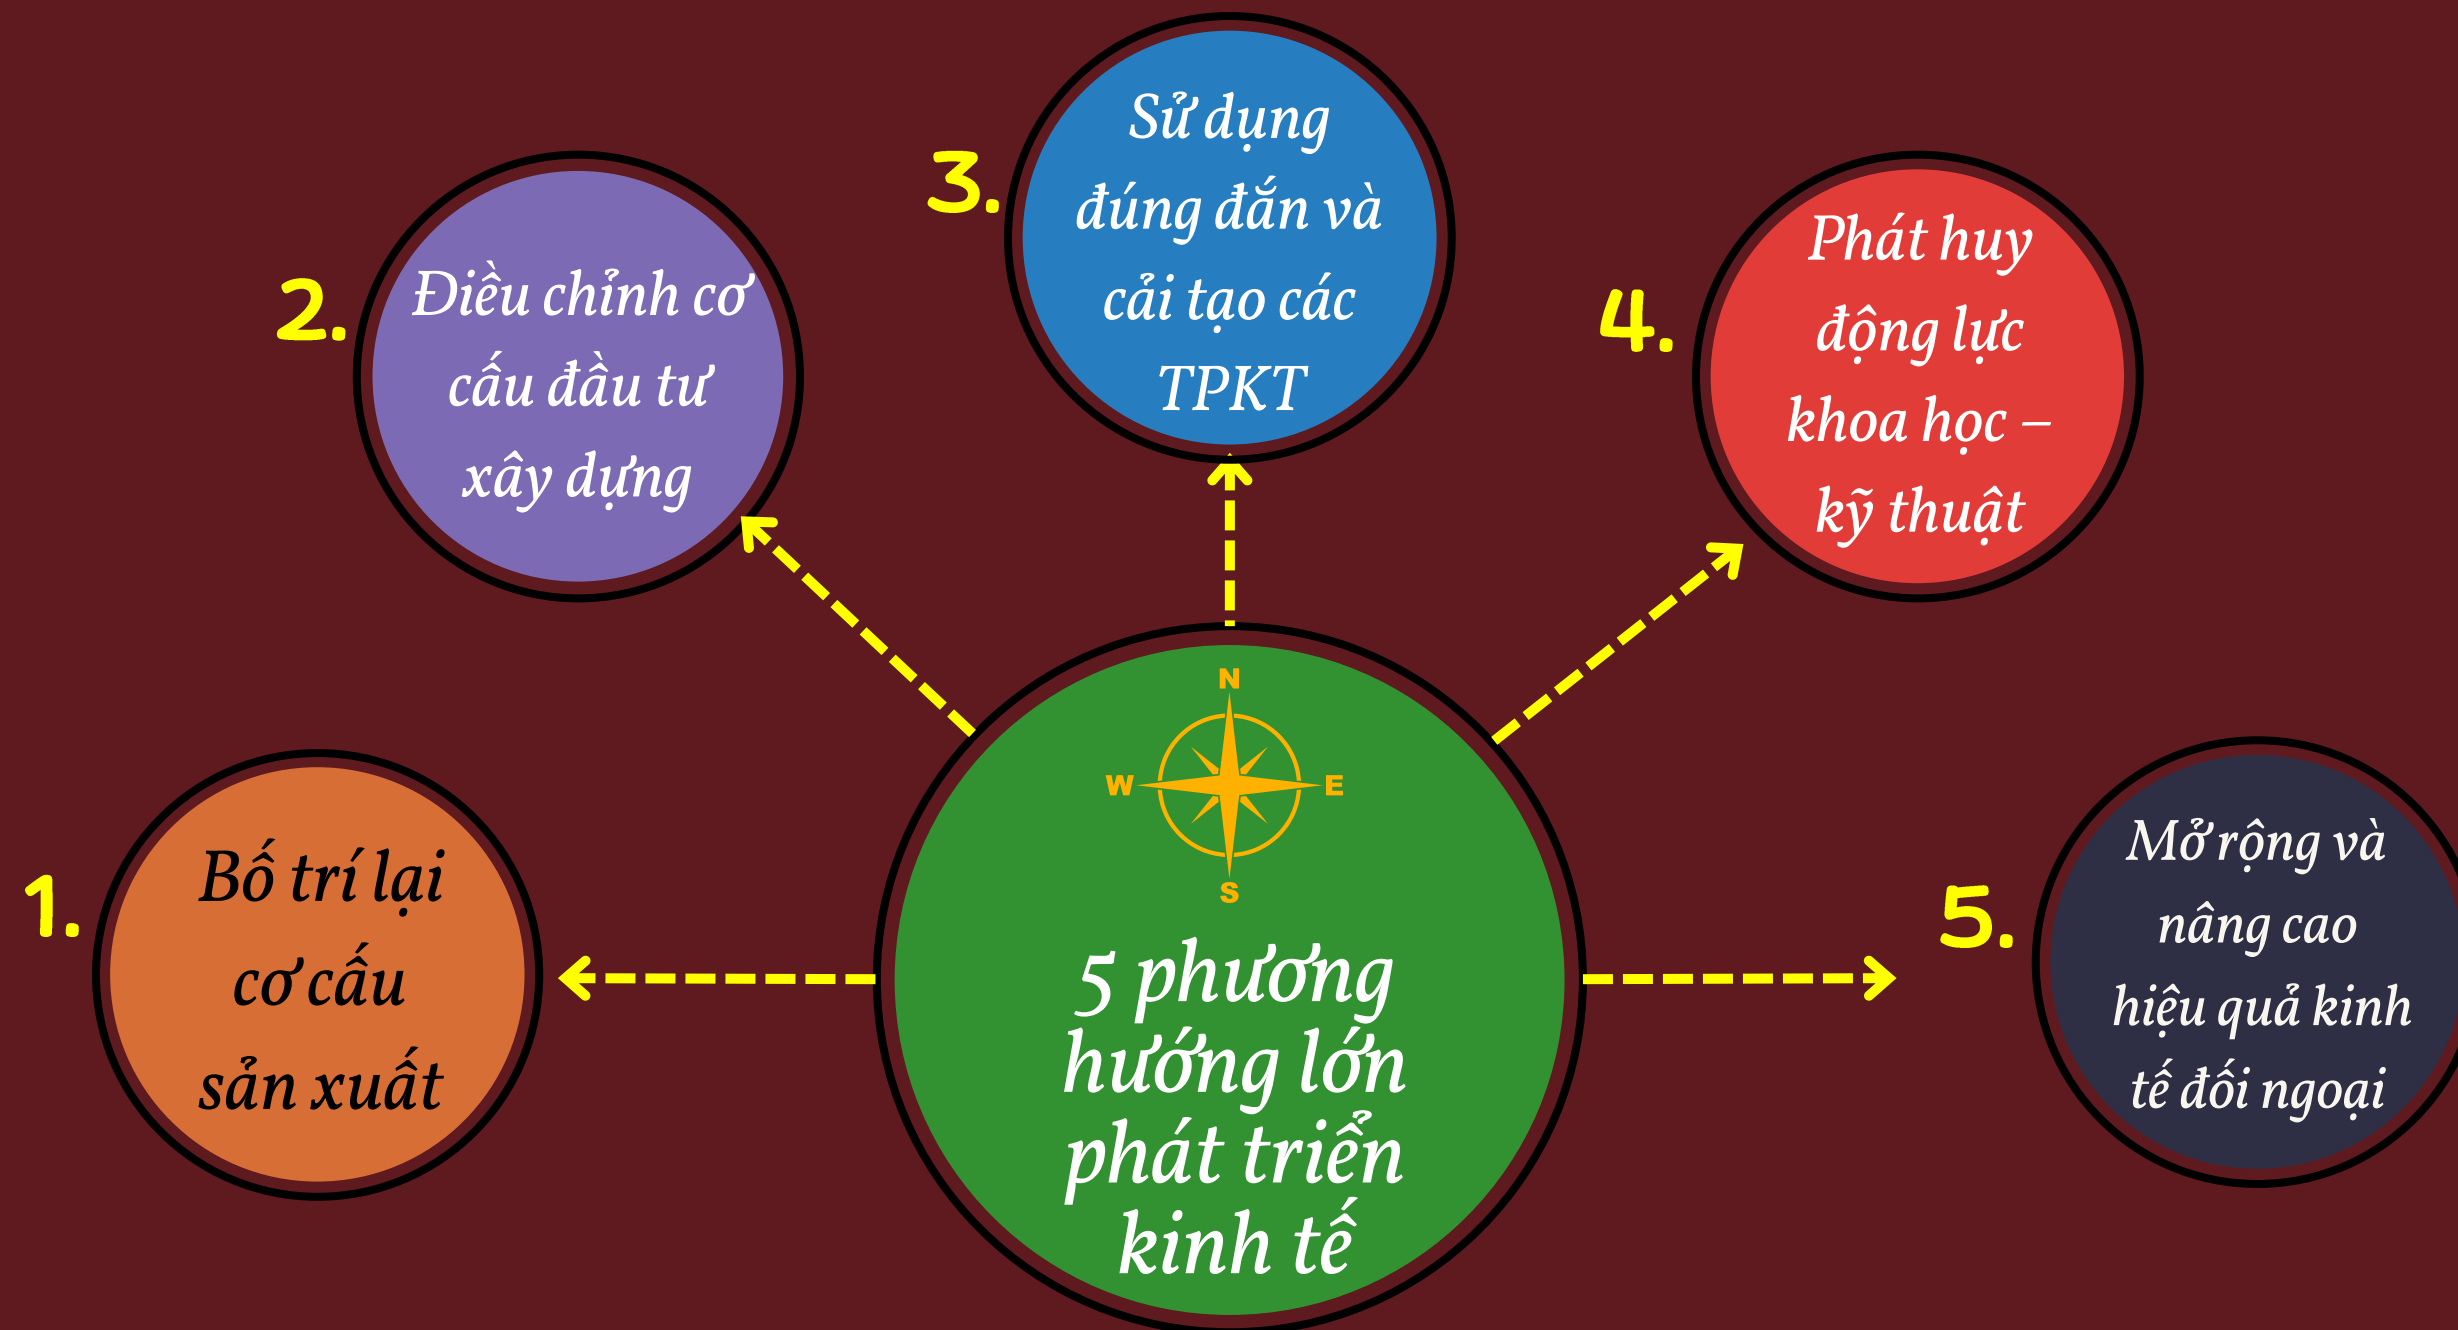 1.
Bố trí lại
cơ cấu
sản xuất
2.
Điều chỉnh cơ
cấu đầu tư
xây dựng
3.
Sử dụng
đúng đắn và
cải tạo các
TPKT
4.
Phát huy
động lực
khoa học –
kỹ thuật
5.
Mở rộng và
nâng cao
hiệu quả kinh
tế đối ngoại
N
W
E
S
5 phương
hướng lớn
phát triển
kinh tế